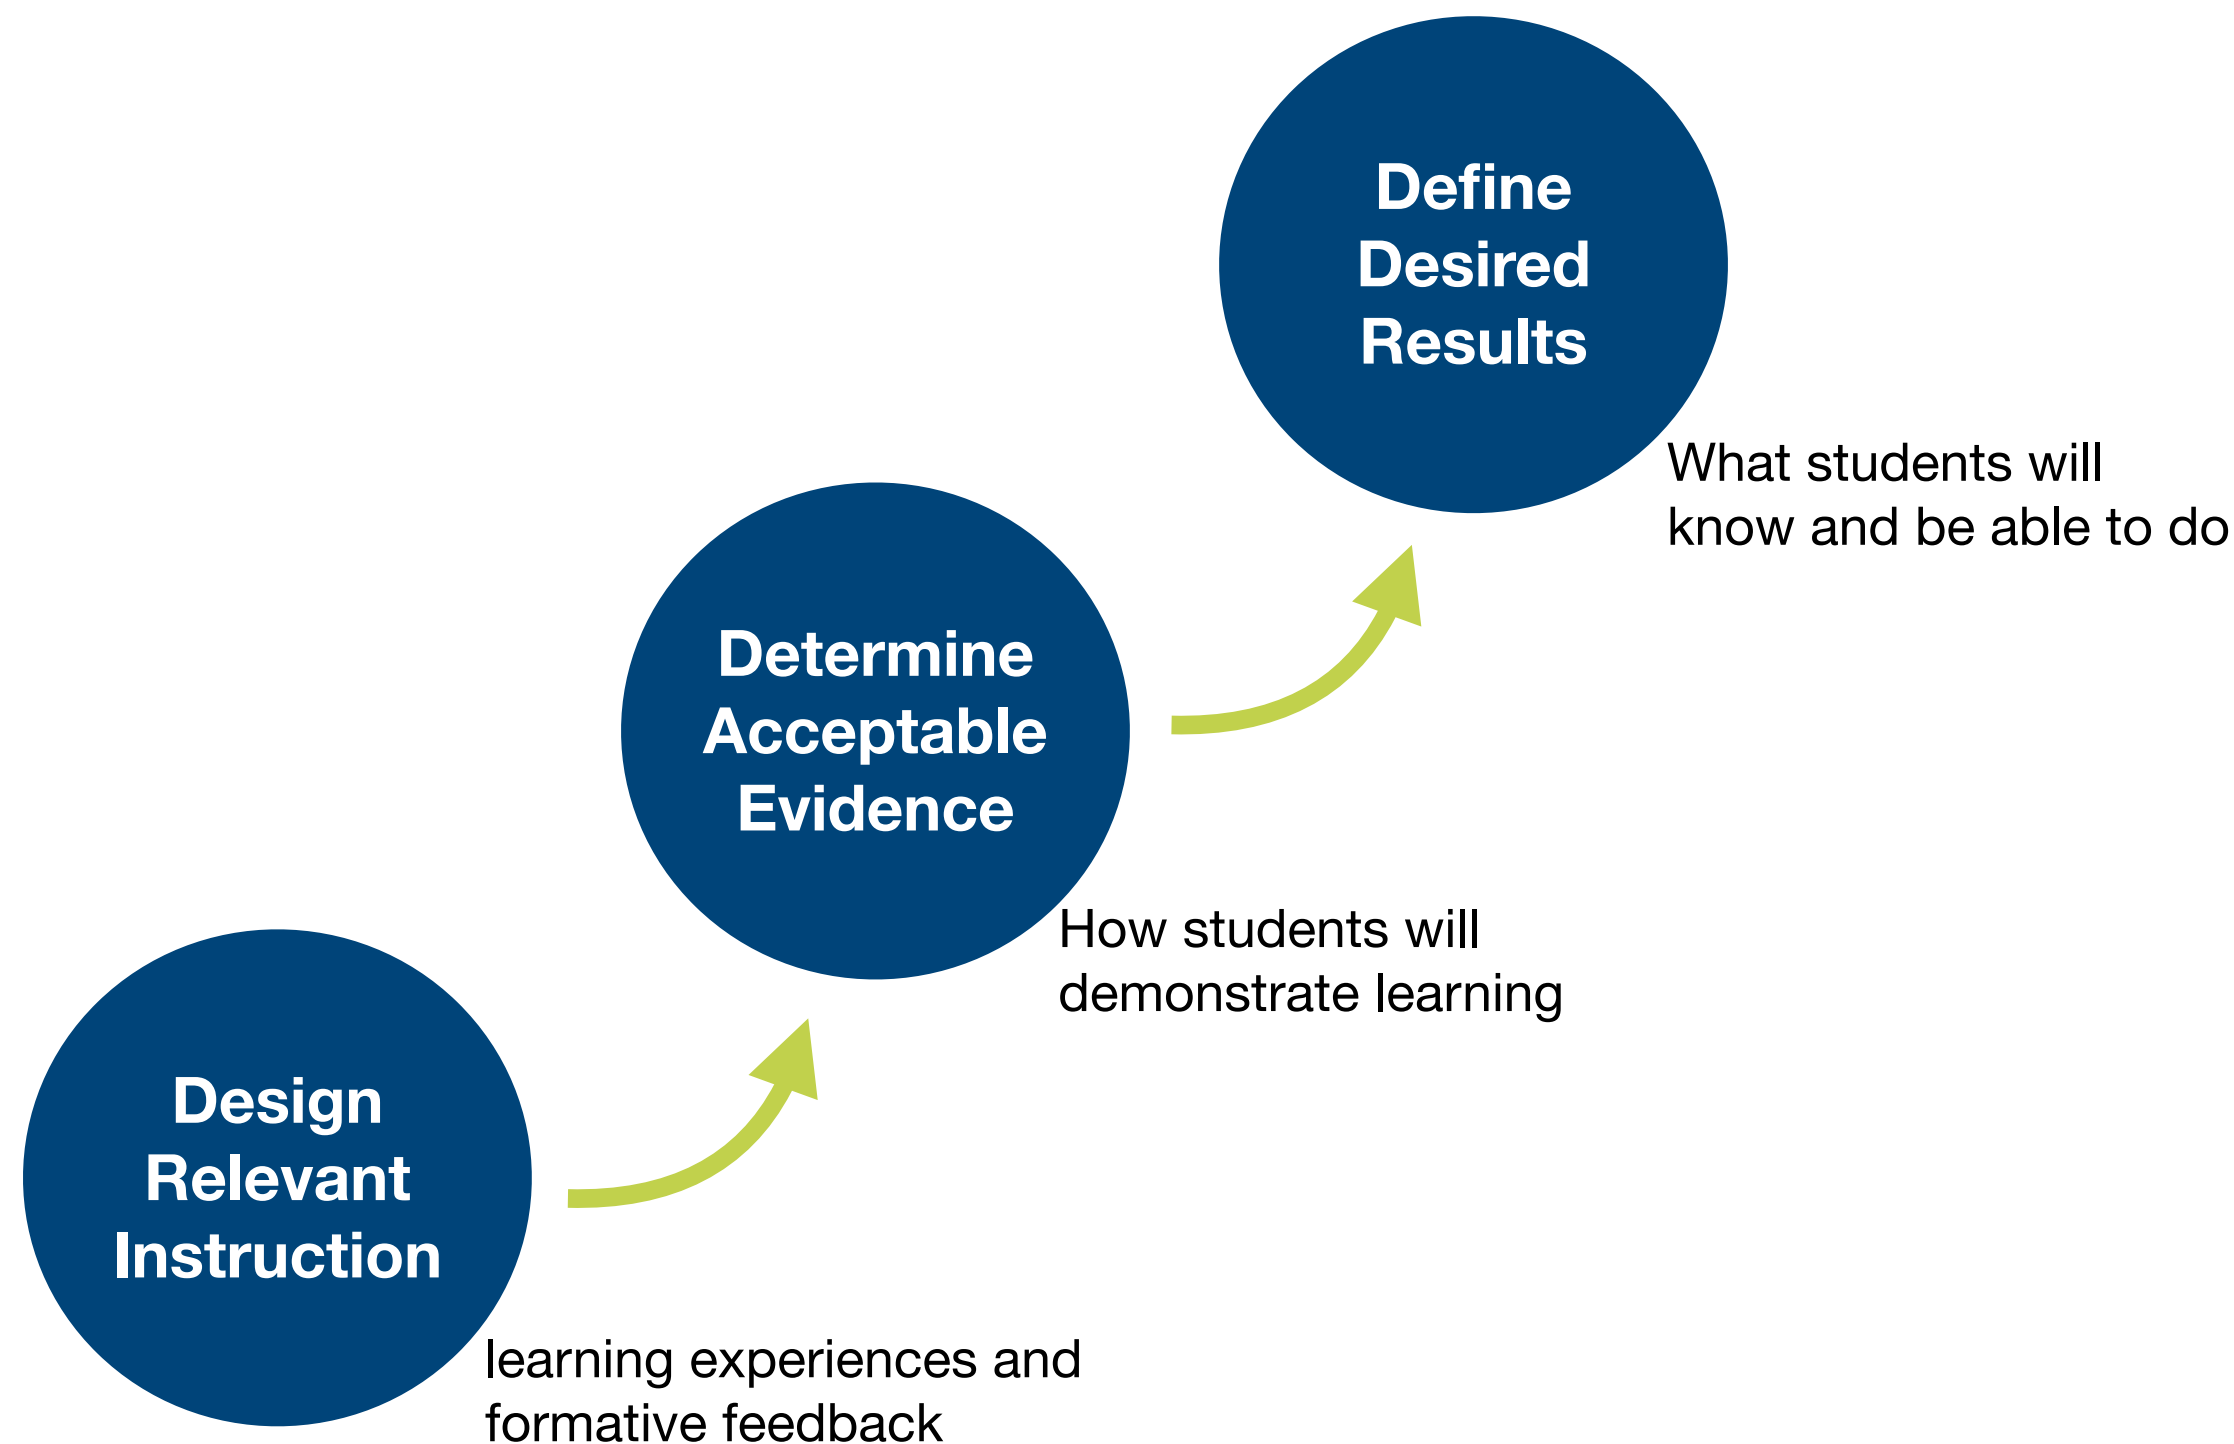 Define
Desired
Results
What students will
know and be able to do
Determine
Acceptable
Evidence
How students will
demonstrate learning
Design
Relevant
Instruction
learning experiences and
formative feedback